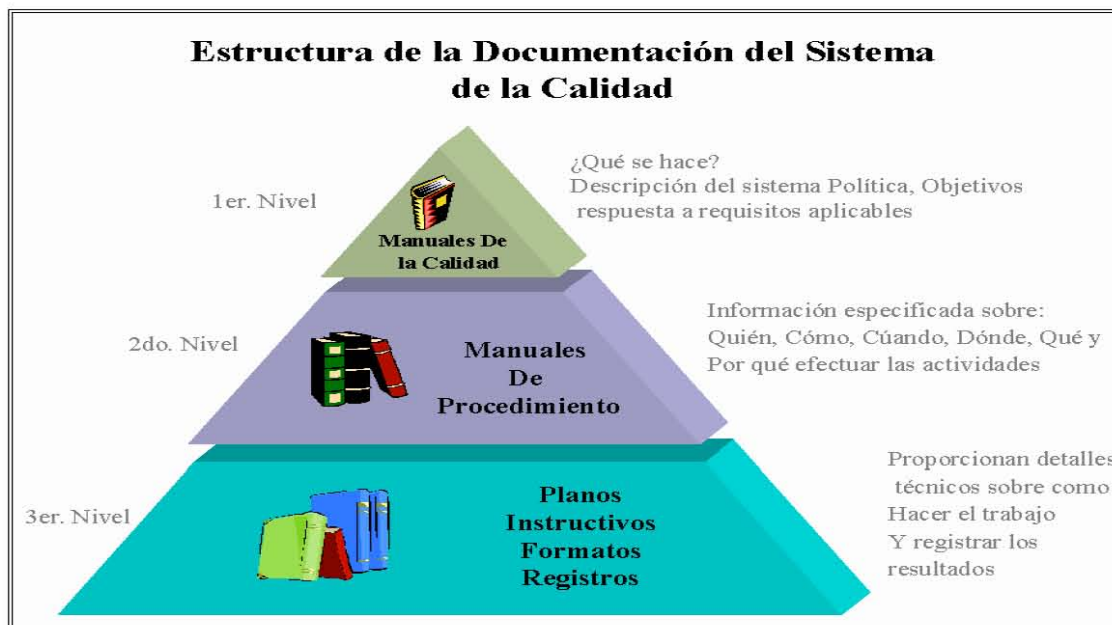 Estructura de la Documentación del Sistema
de la Calidad
1er. Nivel
Manuales De
la Calidad
¿Qué se hace?
Descripción del sistema Política, Objetivos
respuesta a requisitos aplicables
2do. Nivel
Manuales
De
Procedimiento
Información especificada sobre:
Quién, Cómo, Cúando, Dónde, Qué y
Por qué efectuar las actividades
3er. Nivel
Planos
Instructivos
Formatos
Registros
Proporcionan detalles
técnicos sobre como
Hacer el trabajo
Y registrar los
resultados